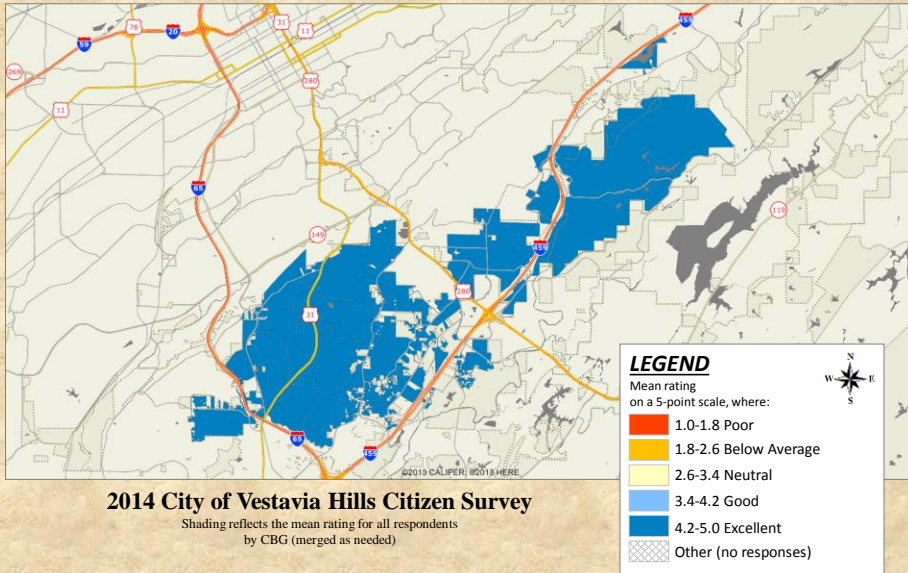 459
31
78
11
59
20
269
280
11
65
119
149
459
280
31
65
459
©2013 CALIPER; ©2013 HERE
LEGEND
N
W E
S
Mean rating
on a 5-point scale, where:
1.0-1.8 Poor
1.8-2.6 Below Average
2.6-3.4 Neutral
3.4-4.2 Good
4.2-5.0 Excellent
Other (no responses)
2014 City of Vestavia Hills Citizen Survey
Shading reflects the mean rating for all respondents
by CBG (merged as needed)